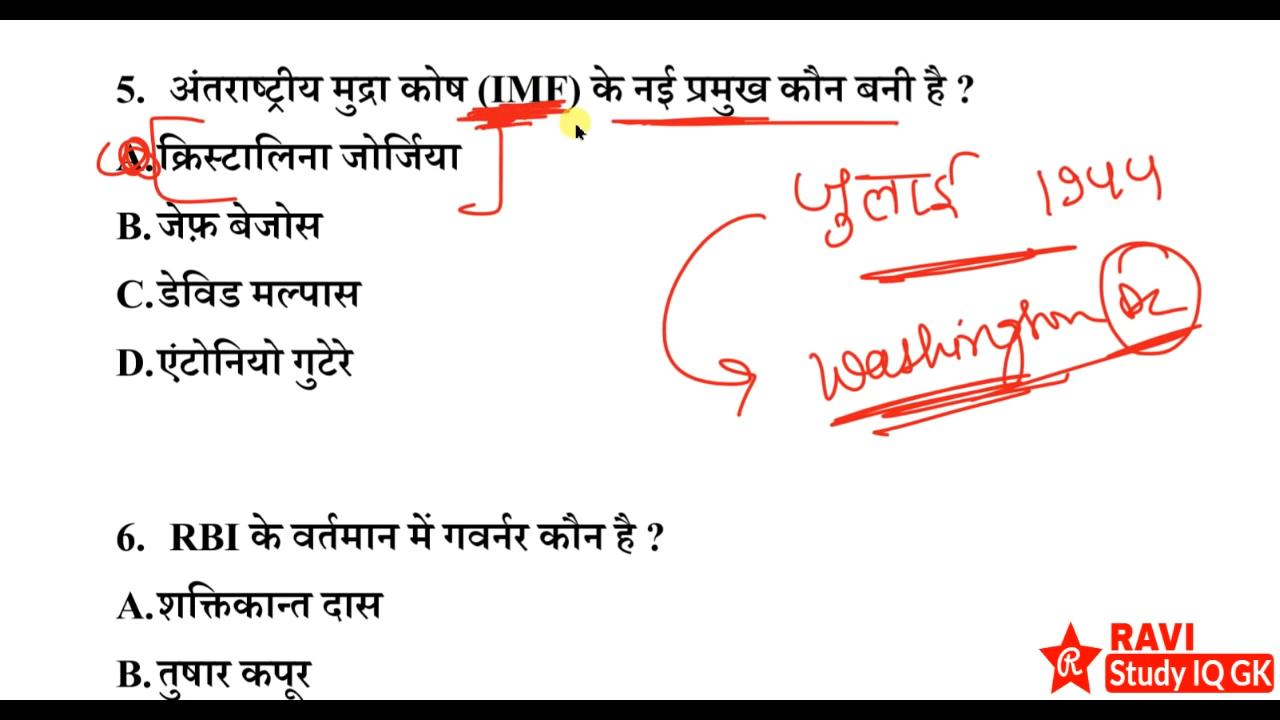 5. अंतराष्ट्रीय मुद्रा कोष (IMF) के नई प्रमुख कौन बनी है ?
A. क्रिस्टालिना जोर्जिया
B. जेफ़ बेजोस
C. डेविड मल्पास
D. एंटोनियो गुटेरे
जुलाई 1944
Washington DC
6. RBI के वर्तमान में गवर्नर कौन है ?
A. शक्तिकान्त दास
B. तुषार कपूर
RAVI
R Study IQ GK